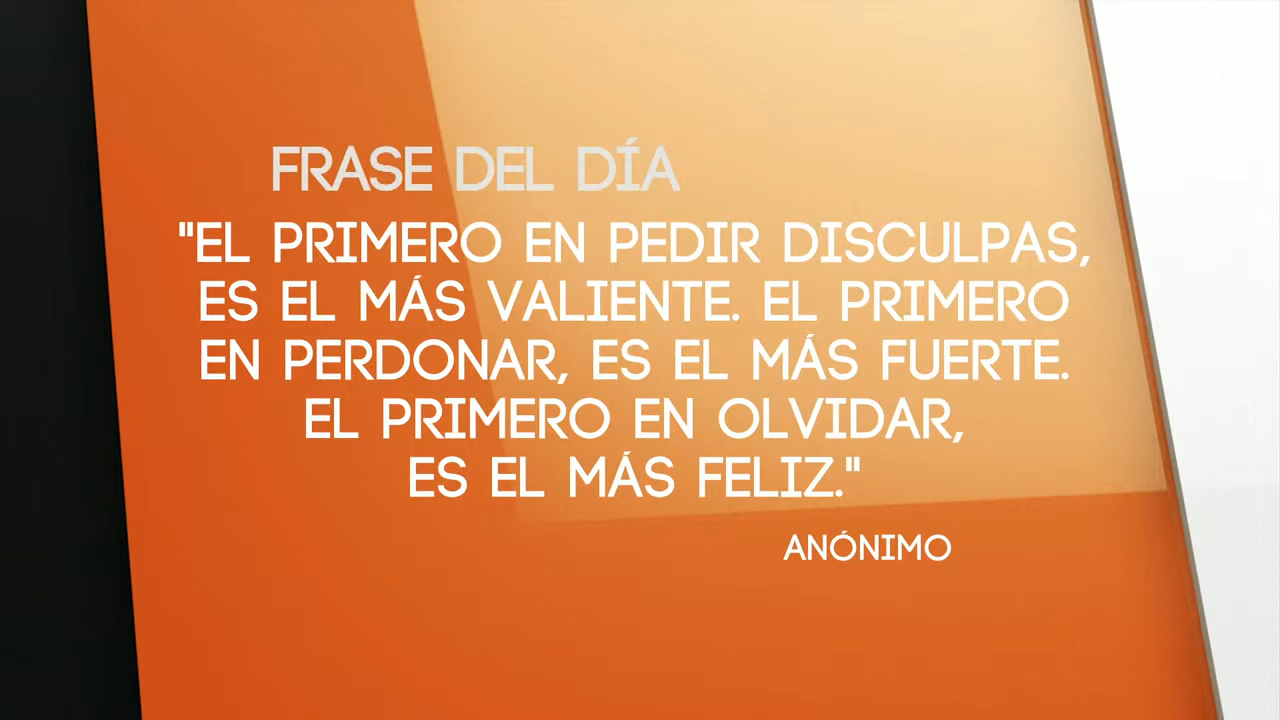 FRASE DEL DÍA
"EL PRIMERO EN PEDIR DISCULPAS,
ES EL MÁS VALIENTE. EL PRIMERO
EN PERDONAR, ES EL MÁS FUERTE.
EL PRIMERO EN OLVIDAR,
ES EL MÁS FELIZ."
ANÓNIMO